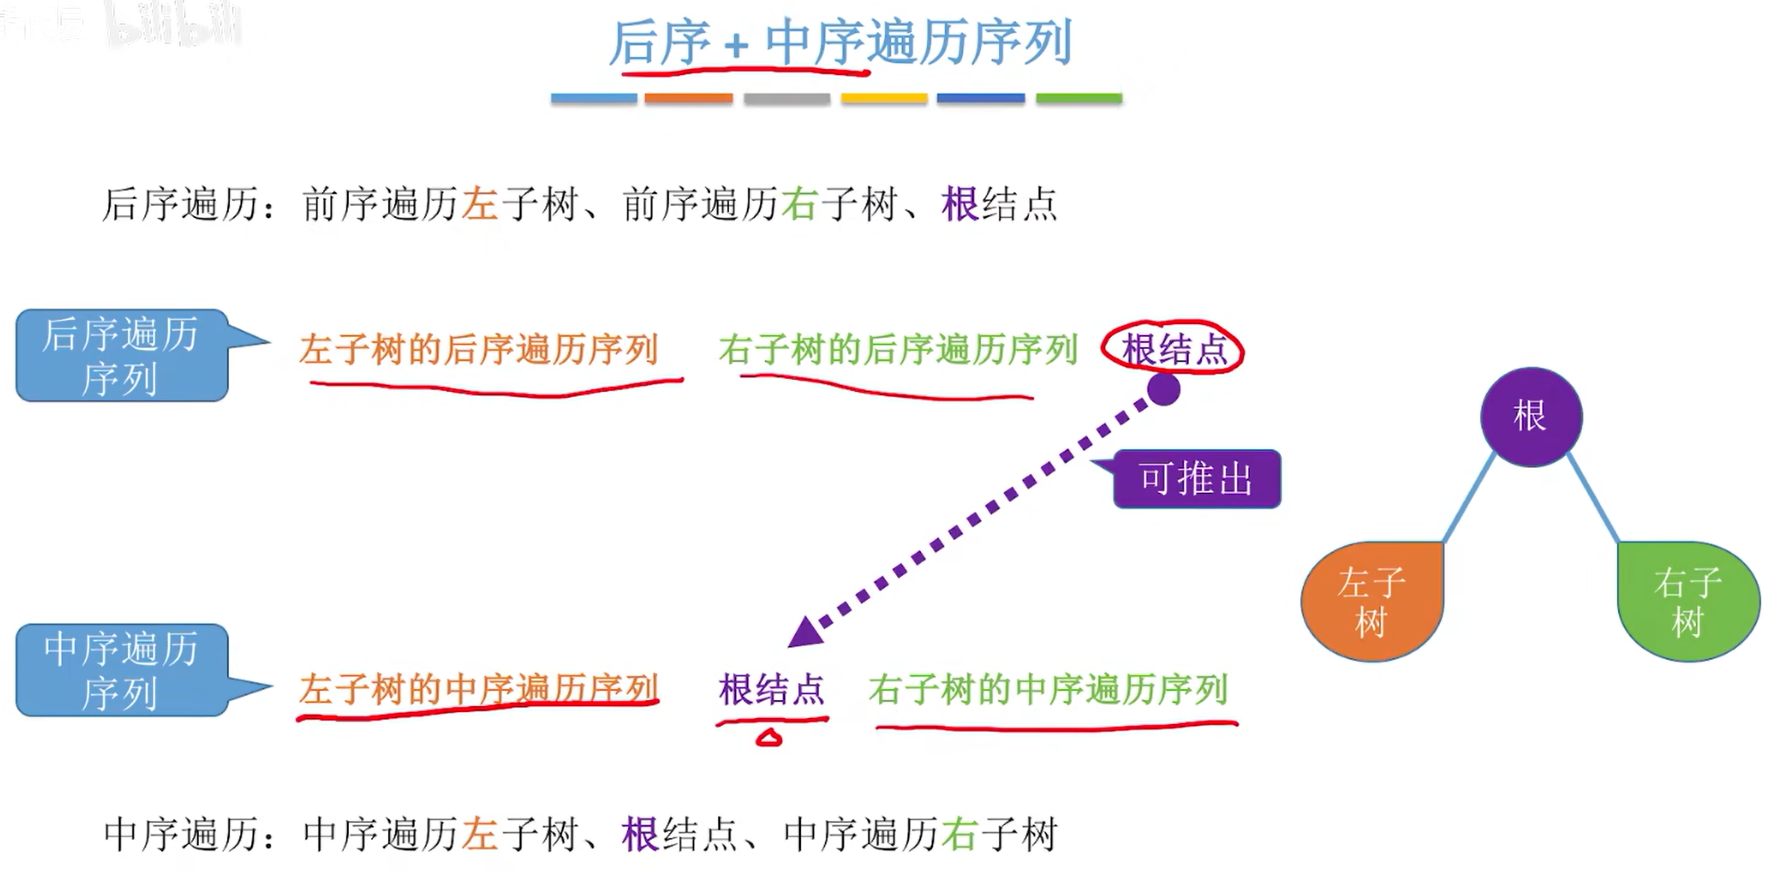 bilibili
后序 + 中序遍历序列
后序遍历：前序遍历左子树、前序遍历右子树、根结点
后序遍历
序列
左子树的后序遍历序列 右子树的后序遍历序列 根结点
可推出
根
左子
树
右子
树
中序遍历
序列
左子树的中序遍历序列 根结点 右子树的中序遍历序列
中序遍历：中序遍历左子树、根结点、中序遍历右子树